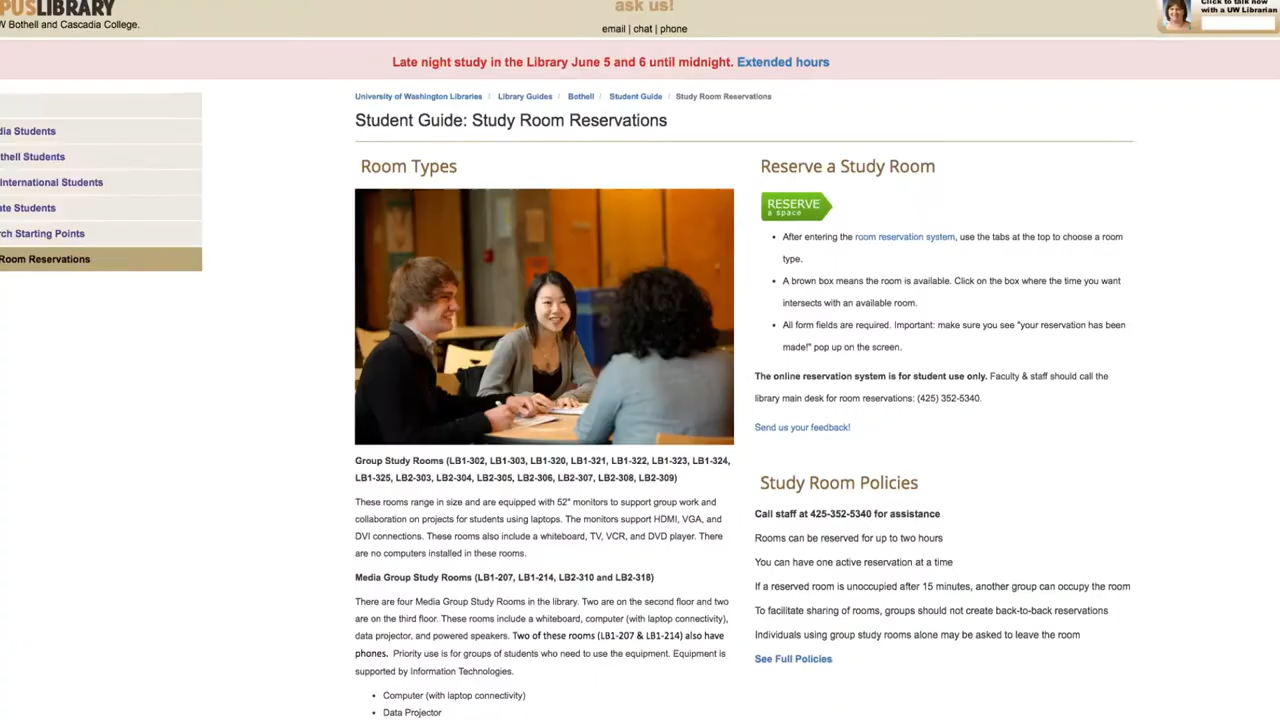 PUSLIBRARY
W Bothell and Cascadia College.
ask us!
email | chat | phone
Click to talk now
with a UW Librarian
Late night study in the Library June 5 and 6 until midnight. Extended hours
University of Washington Libraries / Library Guides / Bothell / Student Guide / Study Room Reservations
Student Guide: Study Room Reservations
dia Students
thell Students
International Students
ate Students
rch Starting Points
Room Reservations
Room Types
Group Study Rooms (LB1-302, LB1-303, LB1-320, LB1-321, LB1-322, LB1-323, LB1-324,
LB1-325, LB2-303, LB2-304, LB2-305, LB2-306, LB2-307, LB2-308, LB2-309)
These rooms range in size and are equipped with 52" monitors to support group work and
collaboration on projects for students using laptops. The monitors support HDMI, VGA, and
DVI connections. These rooms also include a whiteboard, TV, VCR, and DVD player. There
are no computers installed in these rooms.
Media Group Study Rooms (LB1-207, LB1-214, LB2-310 and LB2-318)
There are four Media Group Study Rooms in the library. Two are on the second floor and two
are on the third floor. These rooms include a whiteboard, computer (with laptop connectivity),
data projector, and powered speakers. Two of these rooms (LB1-207 & LB1-214) also have
phones. Priority use is for groups of students who need to use the equipment. Equipment is
supported by Information Technologies.
• Computer (with laptop connectivity)
• Data Projector
Reserve a Study Room
RESERVE
a space
• After entering the room reservation system, use the tabs at the top to choose a room
type.
• A brown box means the room is available. Click on the box where the time you want
intersects with an available room.
• All form fields are required. Important: make sure you see "your reservation has been
made!" pop up on the screen.
The online reservation system is for student use only. Faculty & staff should call the
library main desk for room reservations: (425) 352-5340.
Send us your feedback!
Study Room Policies
Call staff at 425-352-5340 for assistance
Rooms can be reserved for up to two hours
You can have one active reservation at a time
If a reserved room is unoccupied after 15 minutes, another group can occupy the room
To facilitate sharing of rooms, groups should not create back-to-back reservations
Individuals using group study rooms alone may be asked to leave the room
See Full Policies